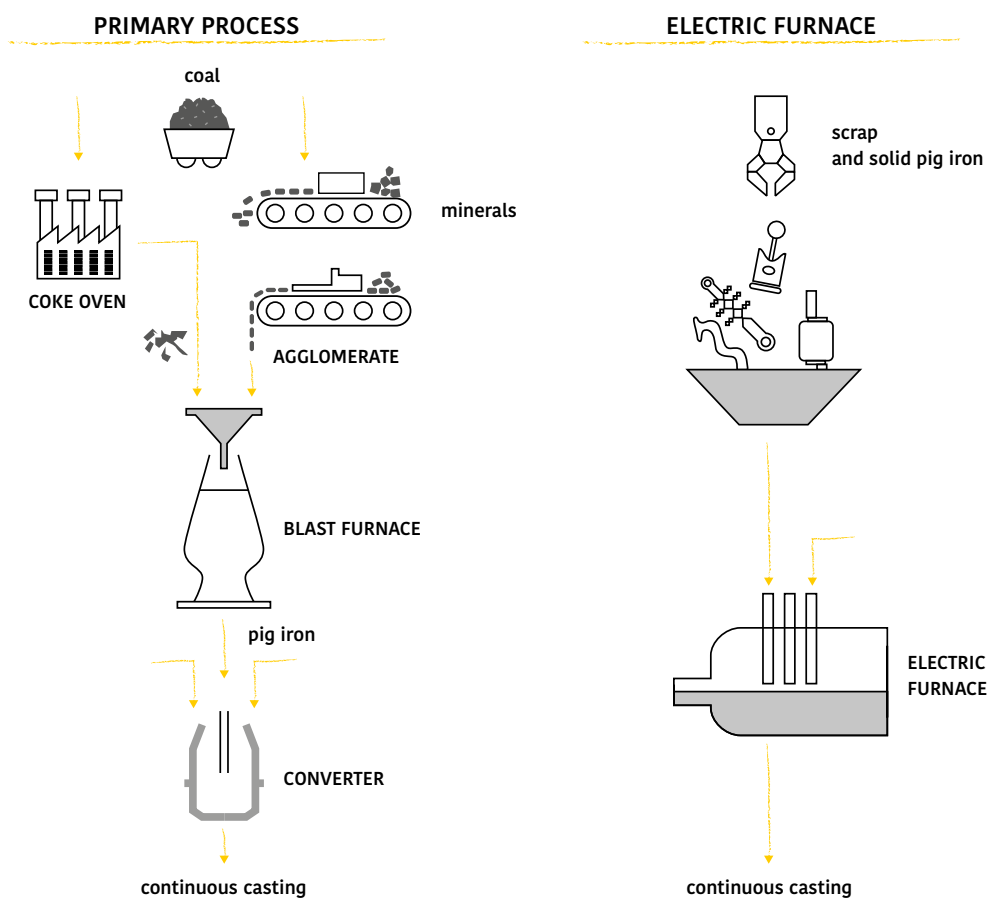 PRIMARY PROCESS
coal
minerals
COKE OVEN
AGGLOMERATE
BLAST FURNACE
pig iron
CONVERTER
continuous casting
ELECTRIC FURNACE
scrap
and solid pig iron
ELECTRIC
FURNACE
continuous casting